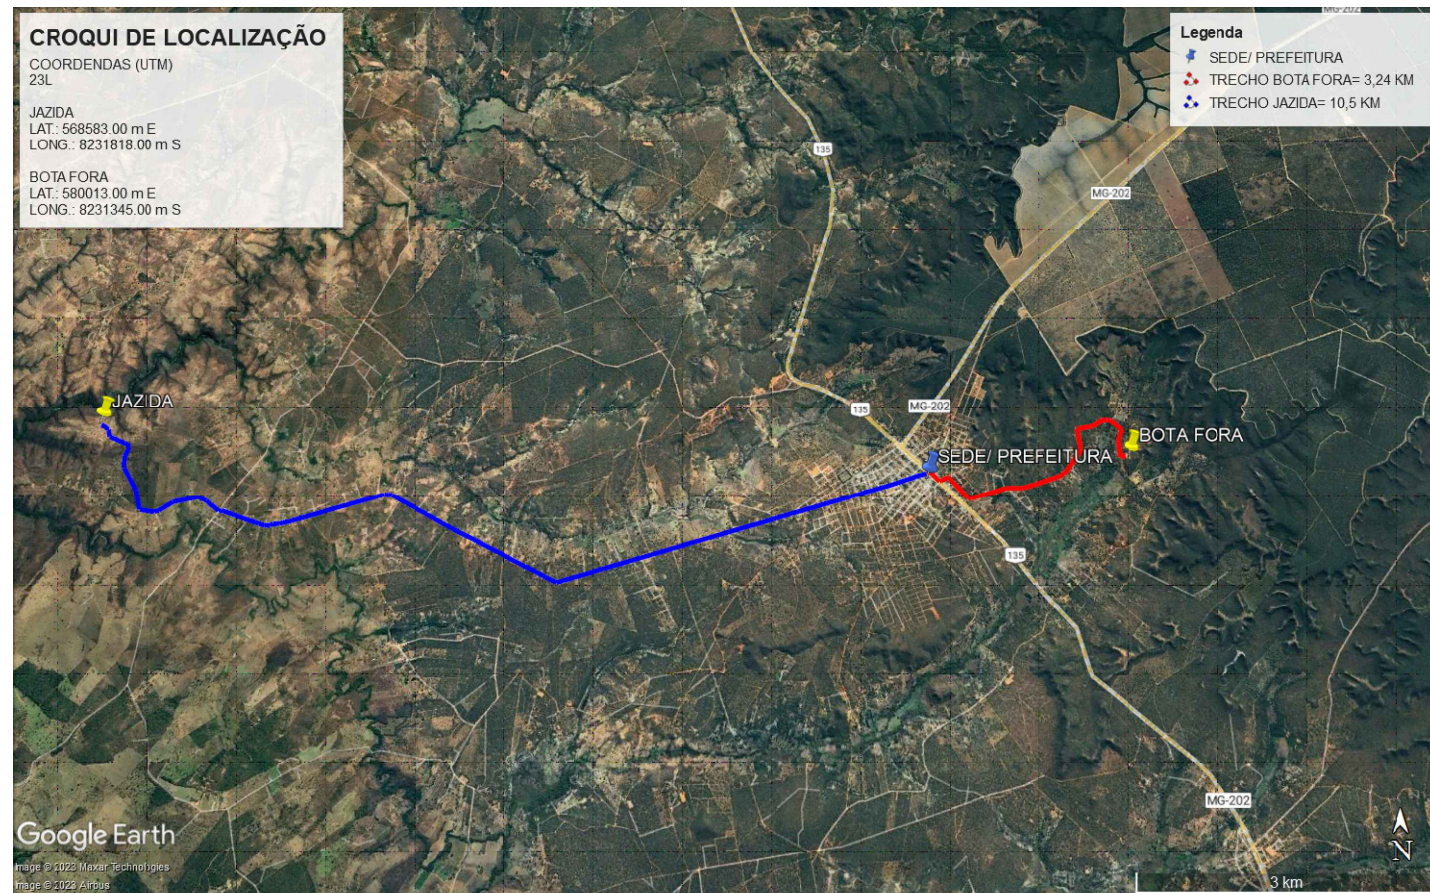 CROQUI DE LOCALIZAÇÃO
COORDENDAS (UTM)
23L
JAZIDA
LAT.: 568583.00 m E
LONG.: 8231818.00 m S
BOTA FORA
LAT.: 580013.00 m E
LONG.: 8231345.00 m S
MG-202
Legenda
SEDE/ PREFEITURA
TRECHO BOTA FORA= 3,24 KM
TRECHO JAZIDA= 10,5 KM
135
MG-202
JAZIDA
135
MG-202
BOTA FORA
SEDE/ PREFEITURA
135
MG-202
Google Earth
Image © 2023 Maxar Technologies
Image © 2023 Airbus
N
3 km